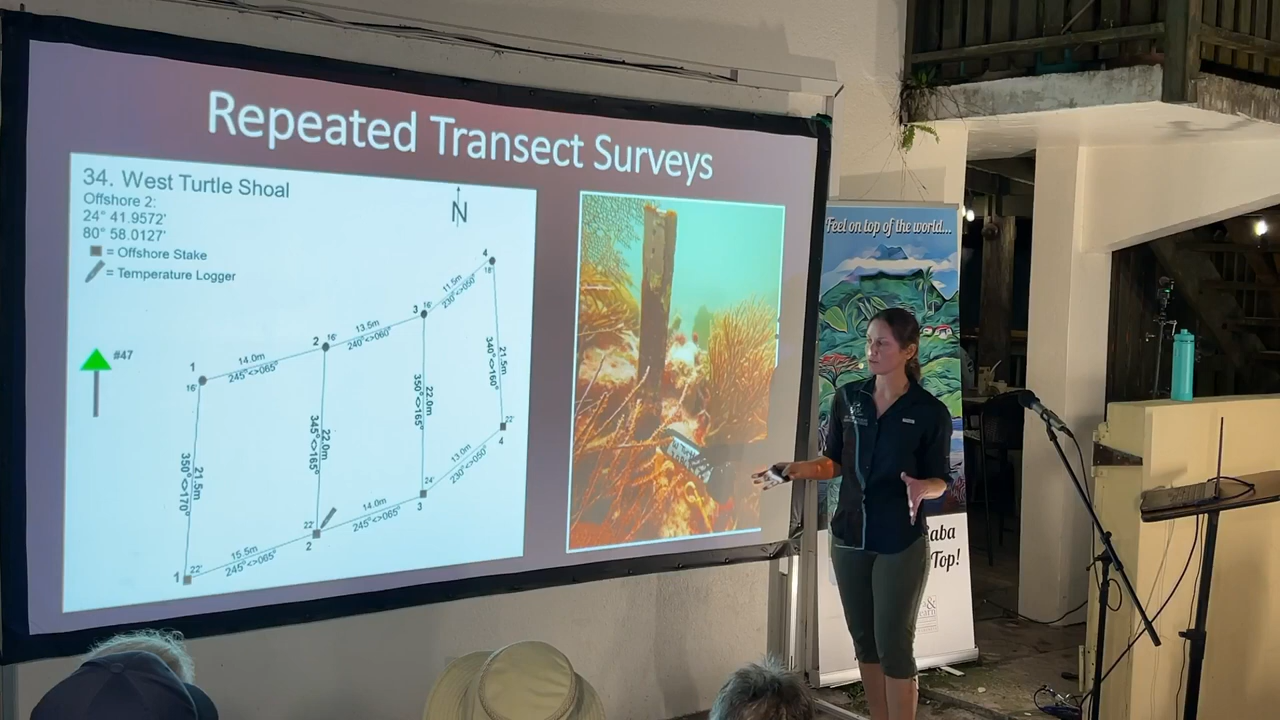 Repeated Transect Surveys
34. West Turtle Shoal
Offshore 2:
24° 41.9572'
80° 58.0127'
= Offshore Stake
= Temperature Logger
N
#47
4
18'
11.5m
230°<>050°
3
16'
13.5m
240°<>060°
2
16'
14.0m
245°<>065°
1
16'
350°<>170°
21.5m
345°<>165°
22.0m
350°<>165°
22.0m
340°<>160°
21.5m
22'
4
13.0m
230°<>050°
24'
3
14.0m
245°<>065°
22'
2
15.5m
245°<>065°
1
22'
Feel on top of the world...
Saba
Top!
&